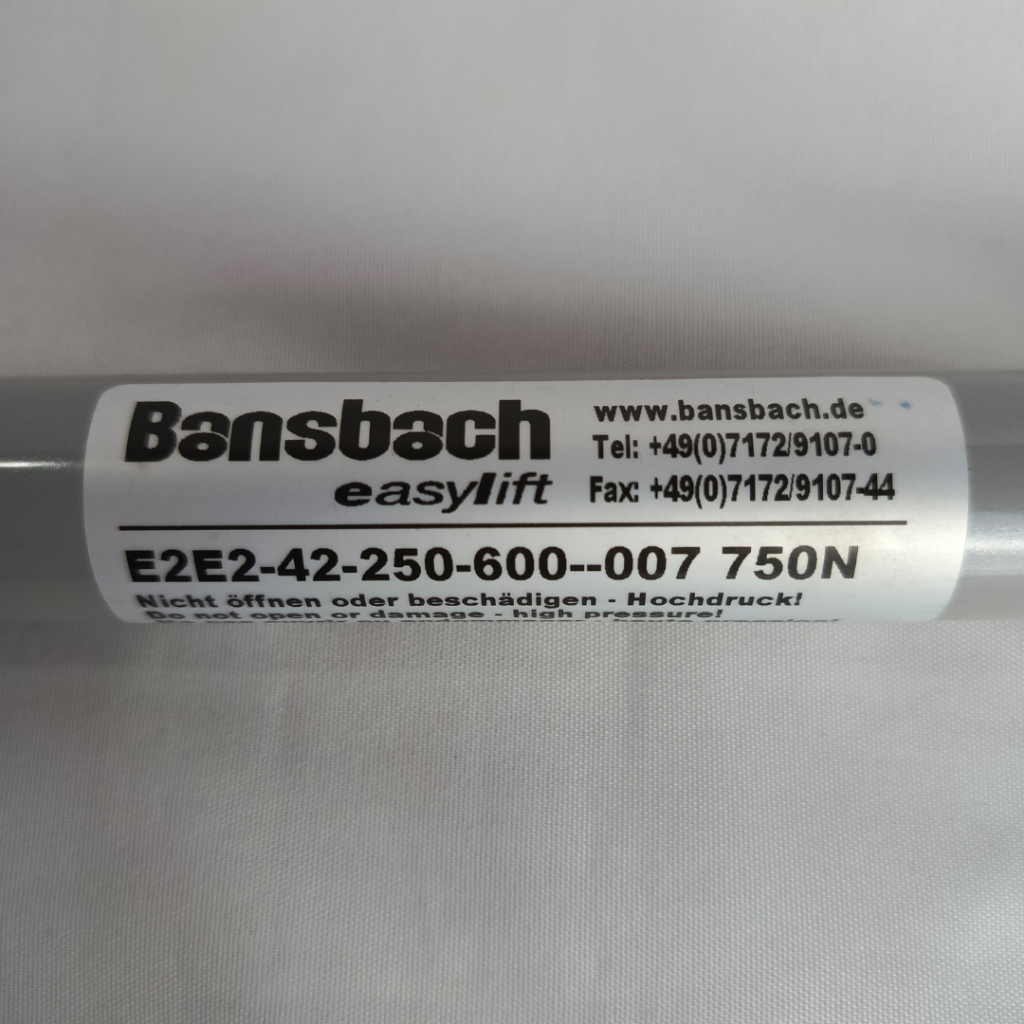 Bansbach
easylift
www.bansbach.de
Tel: +49(0)7172/9107-0
Fax: +49(0)7172/9107-44
E2E2-42-250-600--007 750N
Nicht öffnen oder beschädigen - Hochdruck!
Do not open or damage - high pressure!